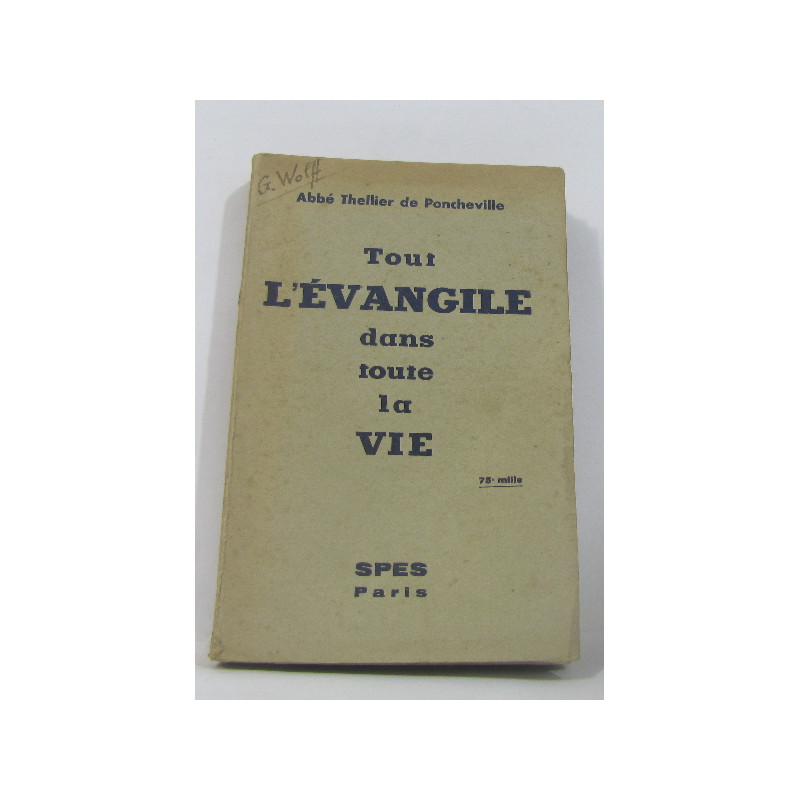 G. Wolff
Abbé Thellier de Poncheville
Tout
L'ÉVANGILE
dans
toute
la
VIE
75e mille
SPES
Paris